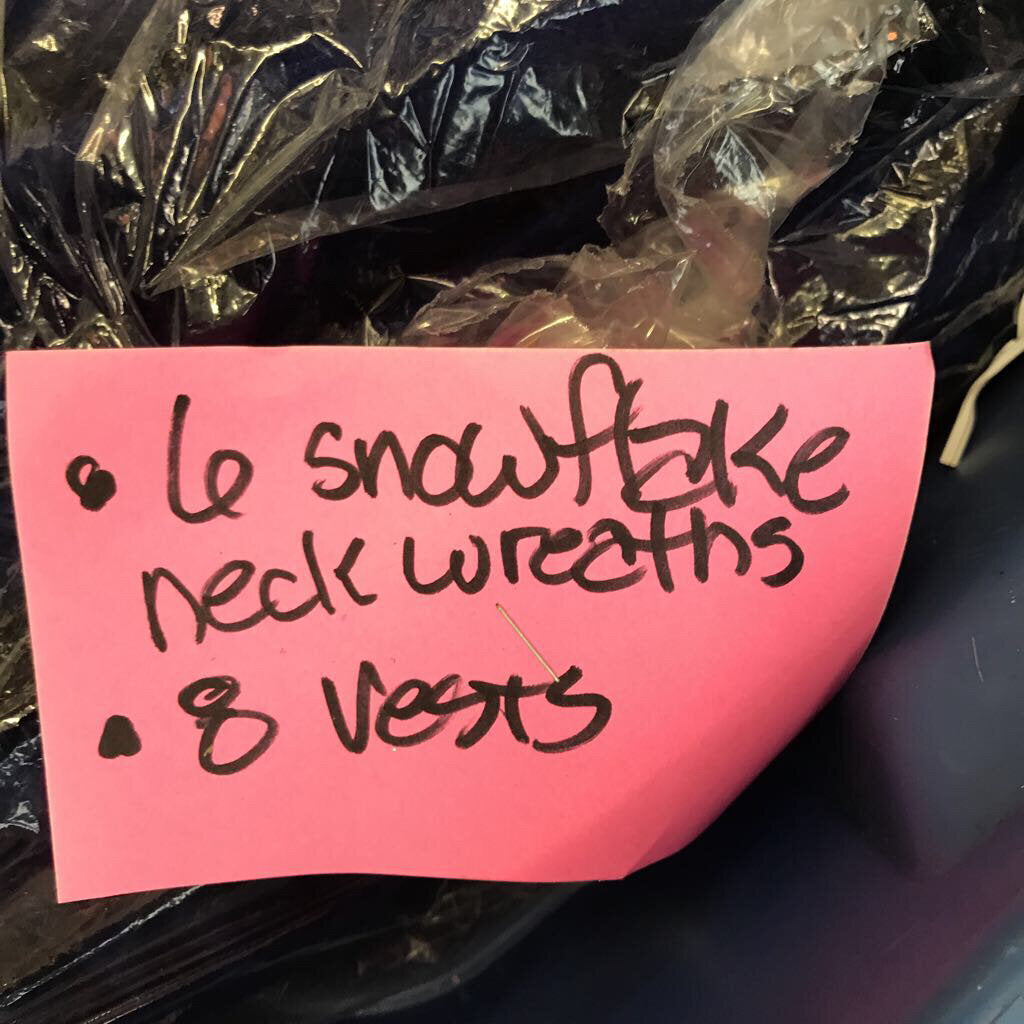 • 6 snowflake
neck wreaths
• 8 vests